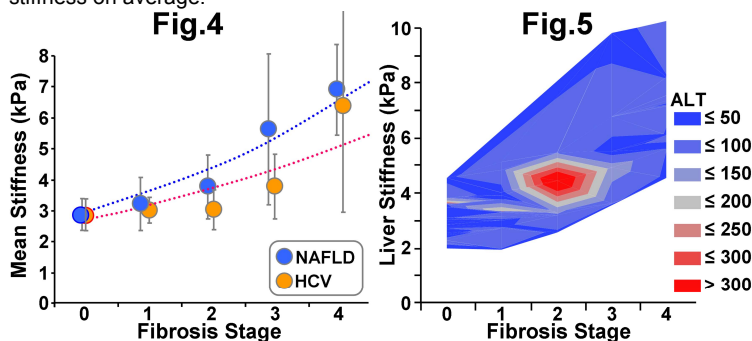 stiffness on average.
Fig.4
8
7
6
5
4
3
2
1
0
Mean Stiffness (kPa)
0 1 2 3 4
Fibrosis Stage
NAFLD
HCV
Fig.5
10
8
6
4
2
0
Liver Stiffness (kPa)
0 1 2 3 4
Fibrosis Stage
ALT
≤ 50
≤ 100
≤ 150
≤ 200
≤ 250
≤ 300
> 300